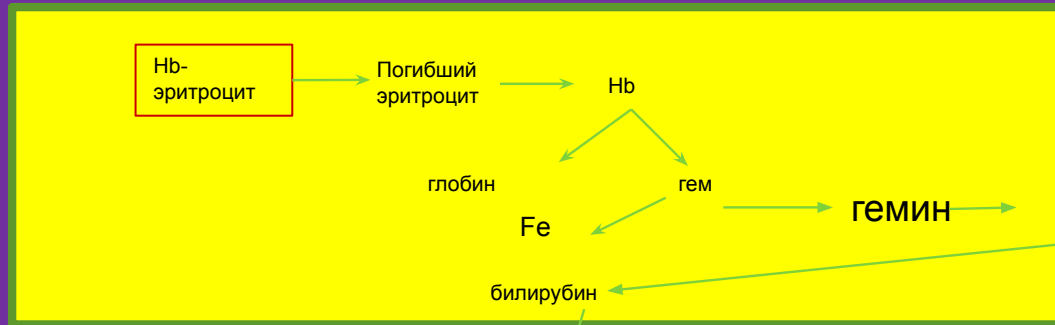 Hb-
эритроцит
Погибший
эритроцит
Hb
глобин
гем
гемин
Fe
билирубин